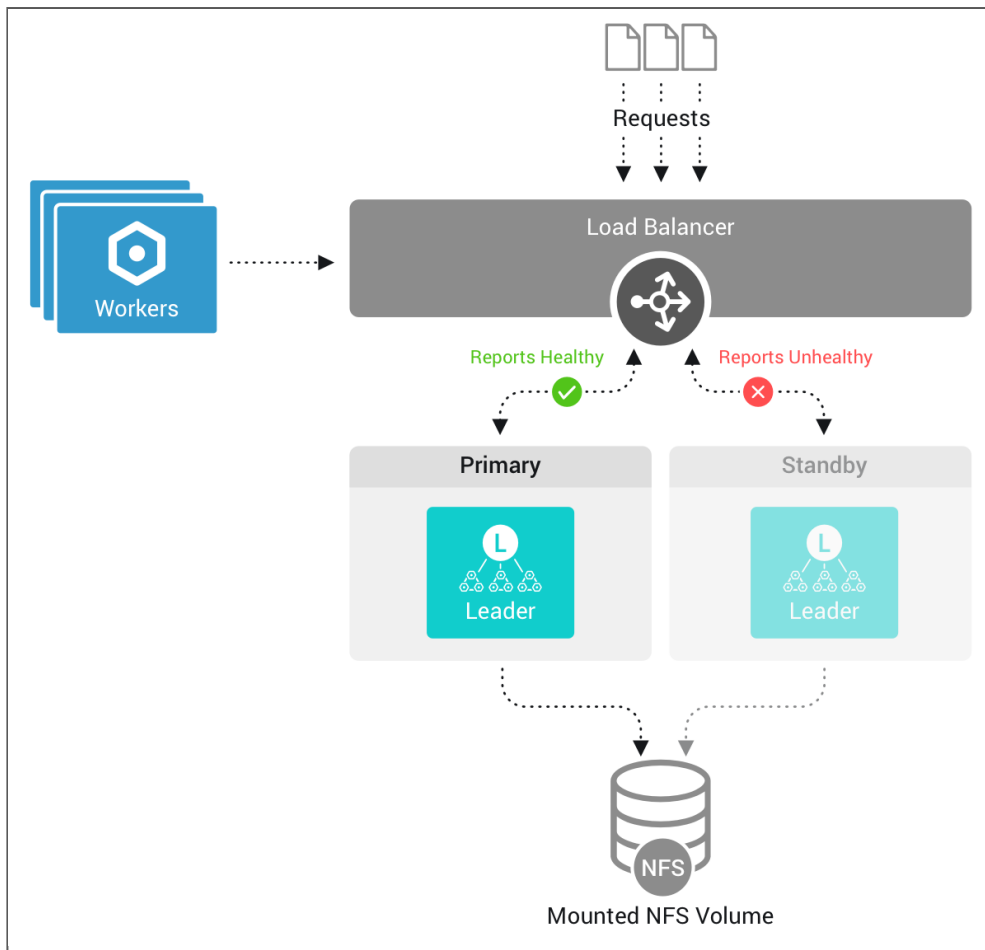 Requests
Load Balancer
Workers
Reports Healthy
Reports Unhealthy
Primary
Standby
L
Leader
L
Leader
NFS
Mounted NFS Volume